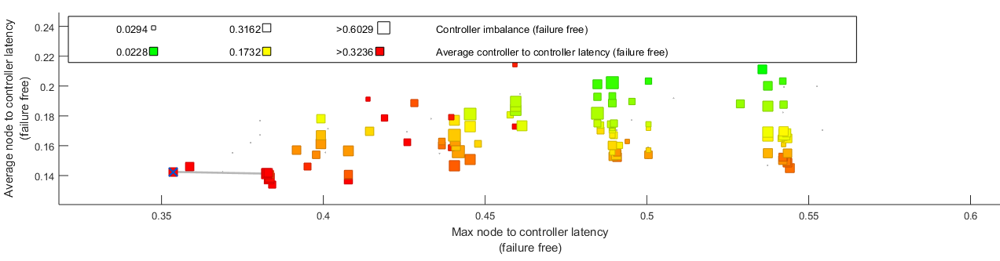 0.24
0.22
0.2
0.18
0.16
0.14
Average node to controller latency
(failure free)
0.0294 0.3162 >0.6029 Controller imbalance (failure free)
0.0228 0.1732 >0.3236 Average controller to controller latency (failure free)
0.35 0.4 0.45 0.5 0.55 0.6
Max node to controller latency
(failure free)